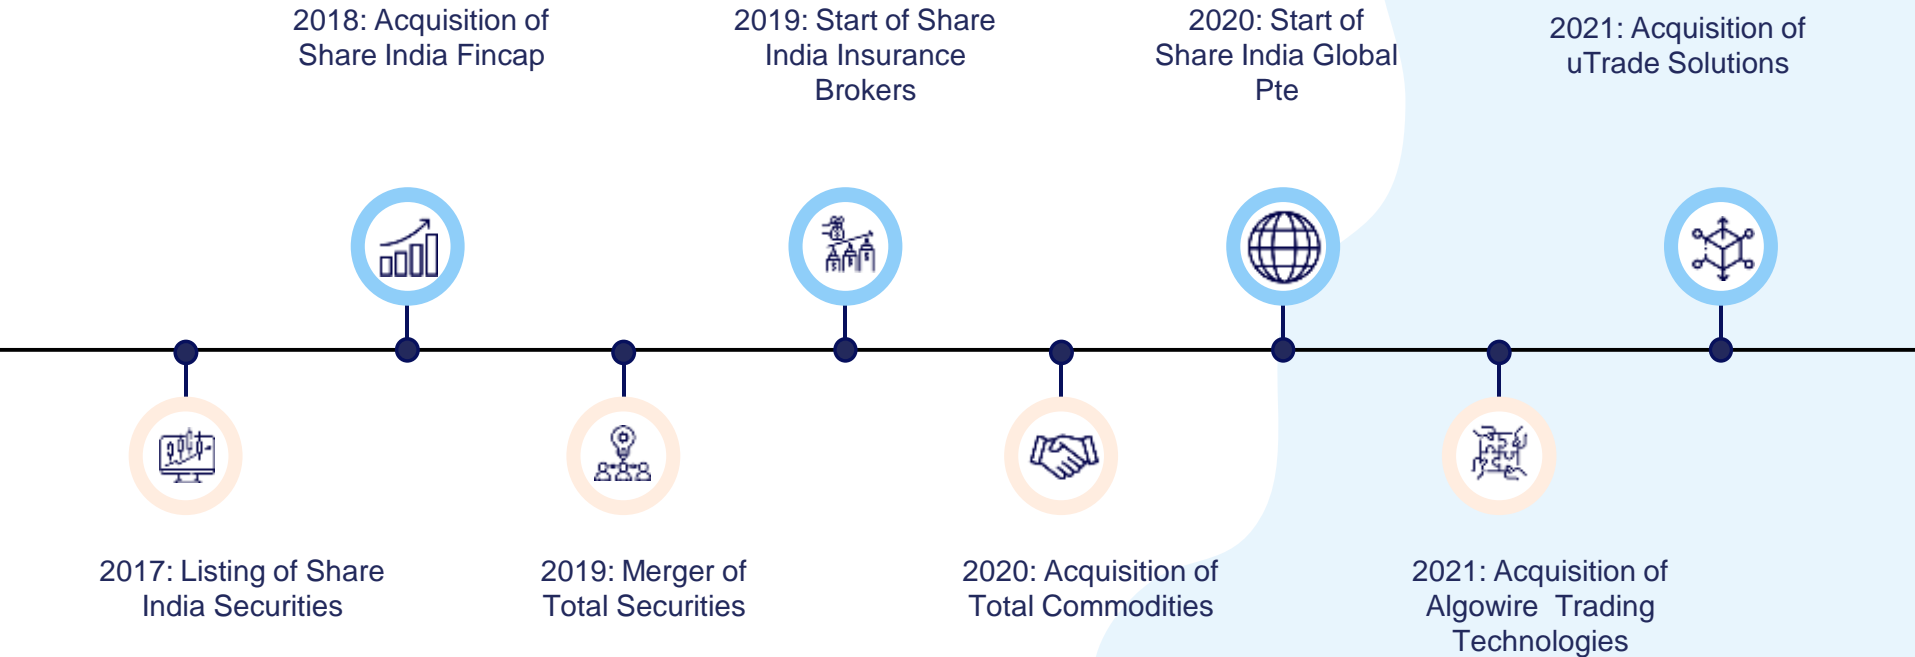 2018: Acquisition of
Share India Fincap
2019: Start of Share
India Insurance
Brokers
2020: Start of
Share India Global
Pte
2021: Acquisition of
uTrade Solutions
2017: Listing of Share
India Securities
2019: Merger of
Total Securities
2020: Acquisition of
Total Commodities
2021: Acquisition of
Algowire  Trading
Technologies